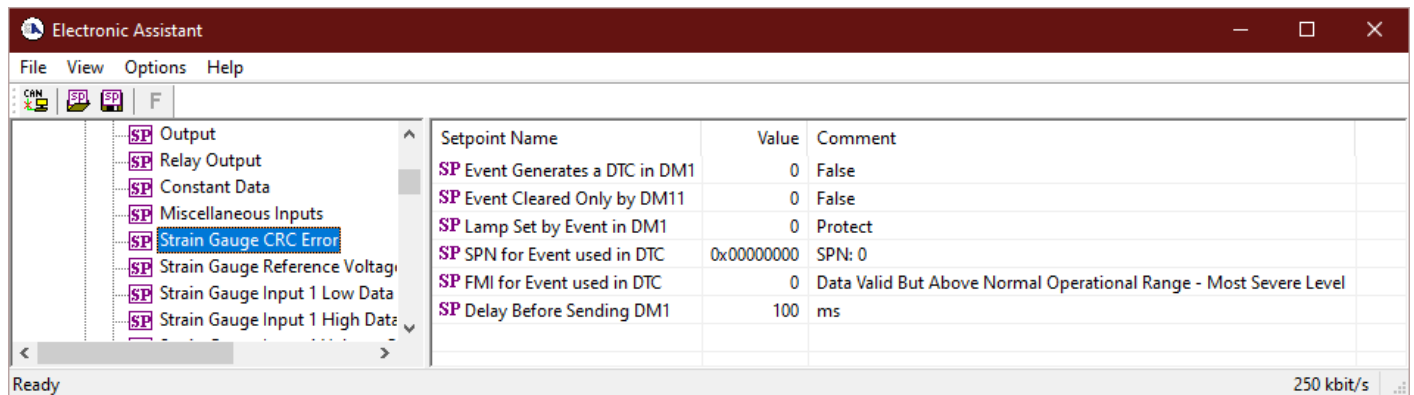 Electronic Assistant
File View Options Help
CAN SP SP F
SP Output
SP Relay Output
SP Constant Data
SP Miscellaneous Inputs
SP Strain Gauge CRC Error
SP Strain Gauge Reference Voltag
SP Strain Gauge Input 1 Low Data
SP Strain Gauge Input 1 High Data
Setpoint Name Value Comment
SP Event Generates a DTC in DM1 0 False
SP Event Cleared Only by DM11 0 False
SP Lamp Set by Event in DM1 0 Protect
SP SPN for Event used in DTC 0x00000000 SPN: 0
SP FMI for Event used in DTC 0 Data Valid But Above Normal Operational Range - Most Severe Level
SP Delay Before Sending DM1 100 ms
Ready 250 kbit/s